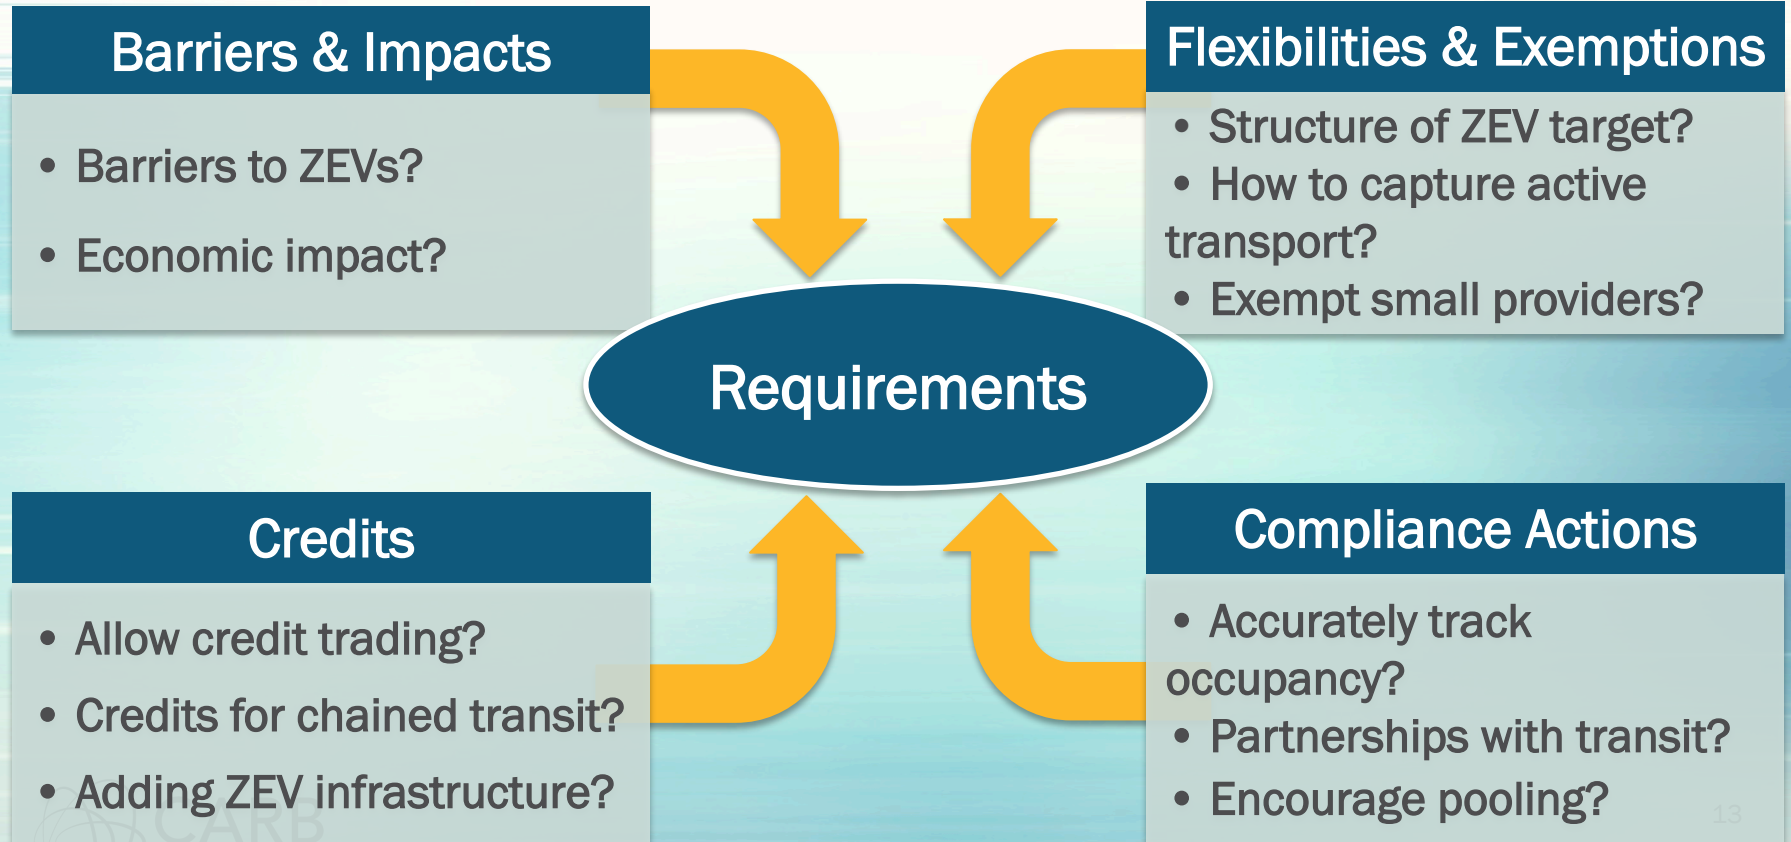 Barriers & Impacts
• Barriers to ZEVs?
• Economic impact?
Flexibilities & Exemptions
• Structure of ZEV target?
• How to capture active
transport?
• Exempt small providers?
Requirements
Credits
• Allow credit trading?
• Credits for chained transit?
• Adding ZEV infrastructure?
Compliance Actions
• Accurately track
occupancy?
• Partnerships with transit?
• Encourage pooling?
CARB
13